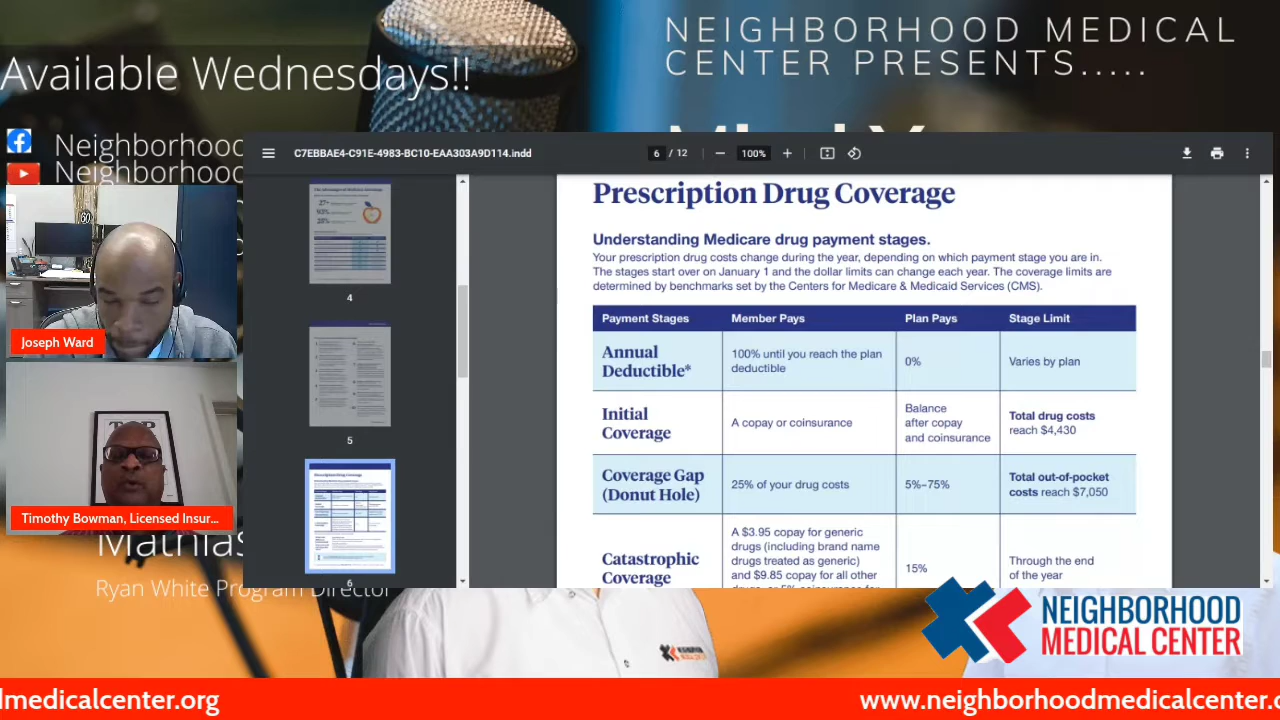 NEIGHBORHOOD MEDICAL
CENTER PRESENTS.....
Available Wednesdays!!
Neighborhood
Neighborhood
C7EBBAE4-C91E-4983-BC10-EAA303A9D114.indd
6 / 12
100%
4
5
6
Prescription Drug Coverage
Understanding Medicare drug payment stages.
Your prescription drug costs change during the year, depending on which payment stage you are in.
The stages start over on January 1 and the dollar limits can change each year. The coverage limits are
determined by benchmarks set by the Centers for Medicare & Medicaid Services (CMS).
Payment Stages Member Pays Plan Pays Stage Limit
Annual
Deductible*
100% until you reach the plan
deductible
0%
Varies by plan
Initial
Coverage
A copay or coinsurance
Balance
after copay
and coinsurance
Total drug costs
reach $4,430
Coverage Gap
(Donut Hole)
25% of your drug costs
5%–75%
Total out-of-pocket
costs reach $7,050
Catastrophic
Coverage
A $3.95 copay for generic
drugs (including brand name
drugs treated as generic)
and $9.85 copay for all other
15%
Through the end
of the year
60
Joseph Ward
Timothy Bowman, Licensed Insur...
Mathias
Ryan White Program Director
NEIGHBORHOOD
MEDICAL CENTER
dmedicalcenter.org
www.neighborhoodmedicalcenter.o